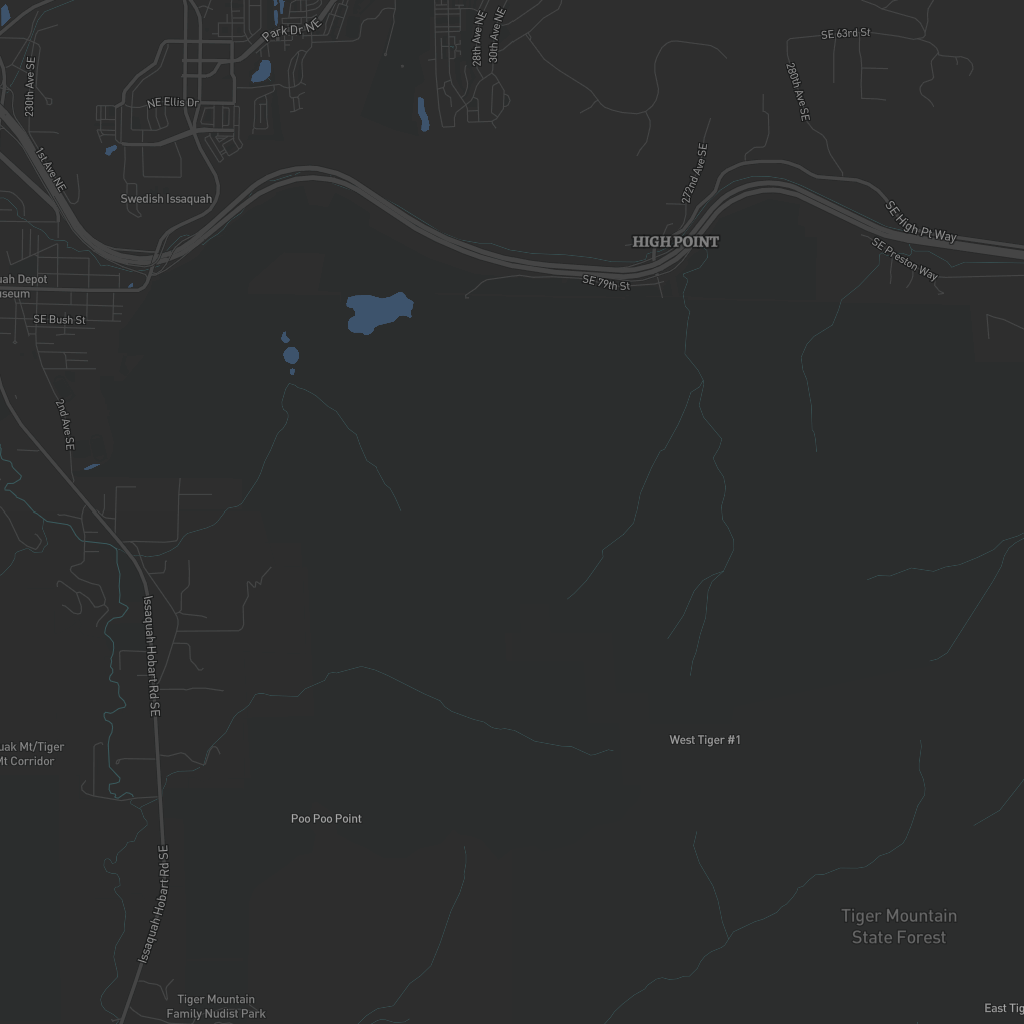 Park Dr NE
28th Ave NE
30th Ave NE
SE 63rd St
230th Ave SE
280th Ave SE
NE Ellis Dr
1st Ave NE
272nd Ave SE
Swedish Issaquah
SE High Pt Way
HIGH POINT
SE Preston Way
uah Depot
useum
SE 79th St
SE Bush St
2nd Ave SE
Issaquah Hobart Rd SE
West Tiger #1
uak Mt/Tiger
Mt Corridor
Poo Poo Point
Issaquah Hobart Rd SE
Tiger Mountain
State Forest
Tiger Mountain
Family Nudist Park
East Tig